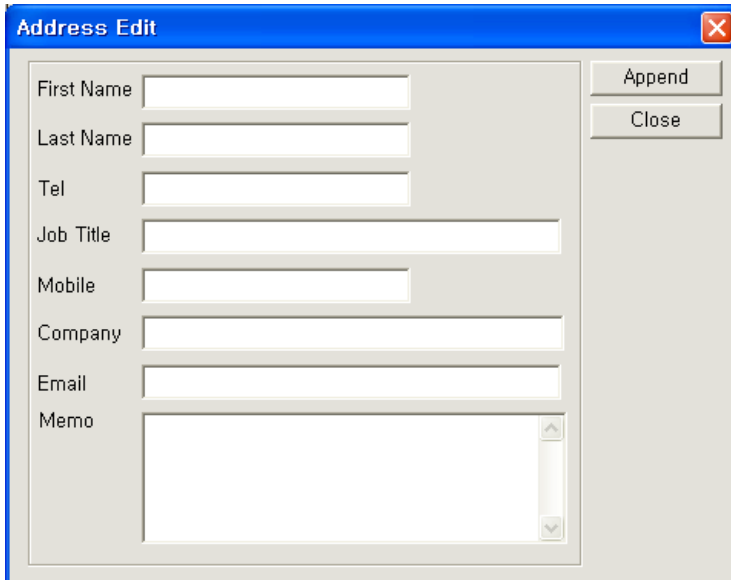 Address Edit
First Name
Append
Last Name
Close
Tel
Job Title
Mobile
Company
Email
Memo